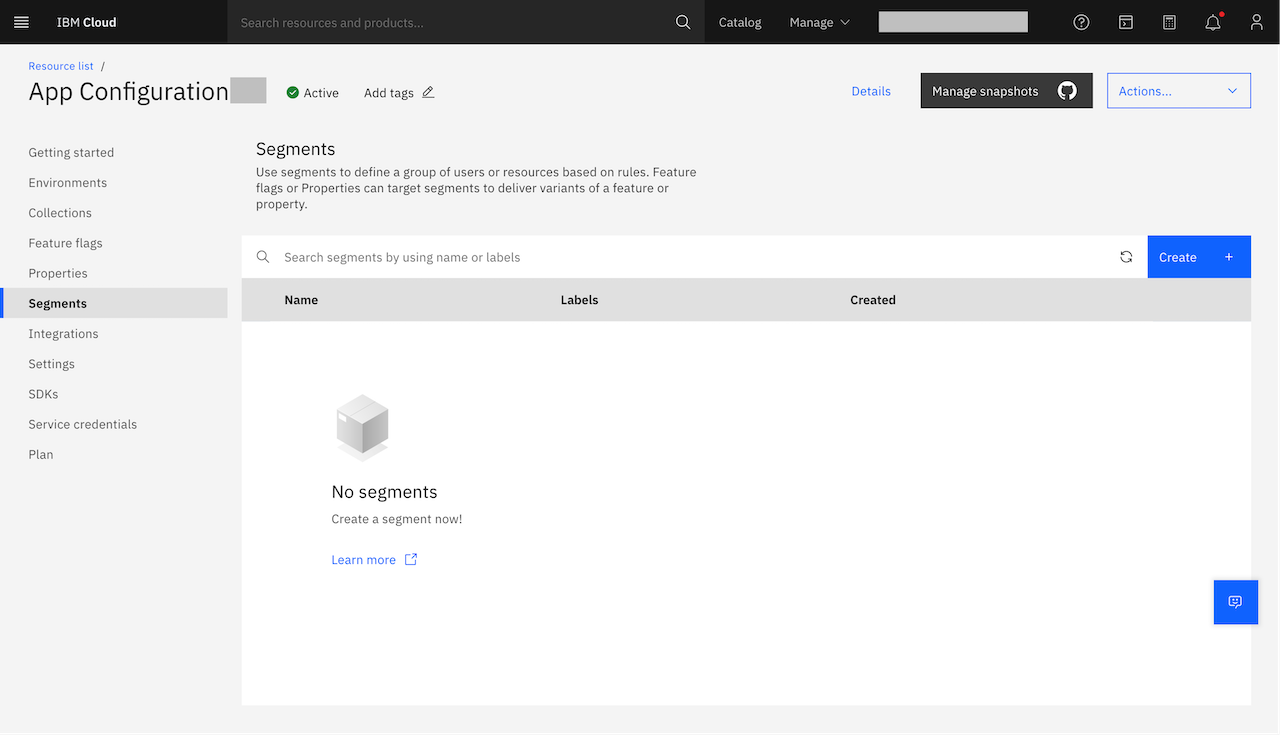 IBM Cloud
Search resources and products...
Catalog
Manage
Resource list /
App Configuration
Active
Add tags
Details
Manage snapshots
Actions...
Getting started
Environments
Collections
Feature flags
Properties
Segments
Integrations
Settings
SDKs
Service credentials
Plan
Segments
Use segments to define a group of users or resources based on rules. Feature
flags or Properties can target segments to deliver variants of a feature or
property.
Search segments by using name or labels
Create +
Name Labels Created
No segments
Create a segment now!
Learn more